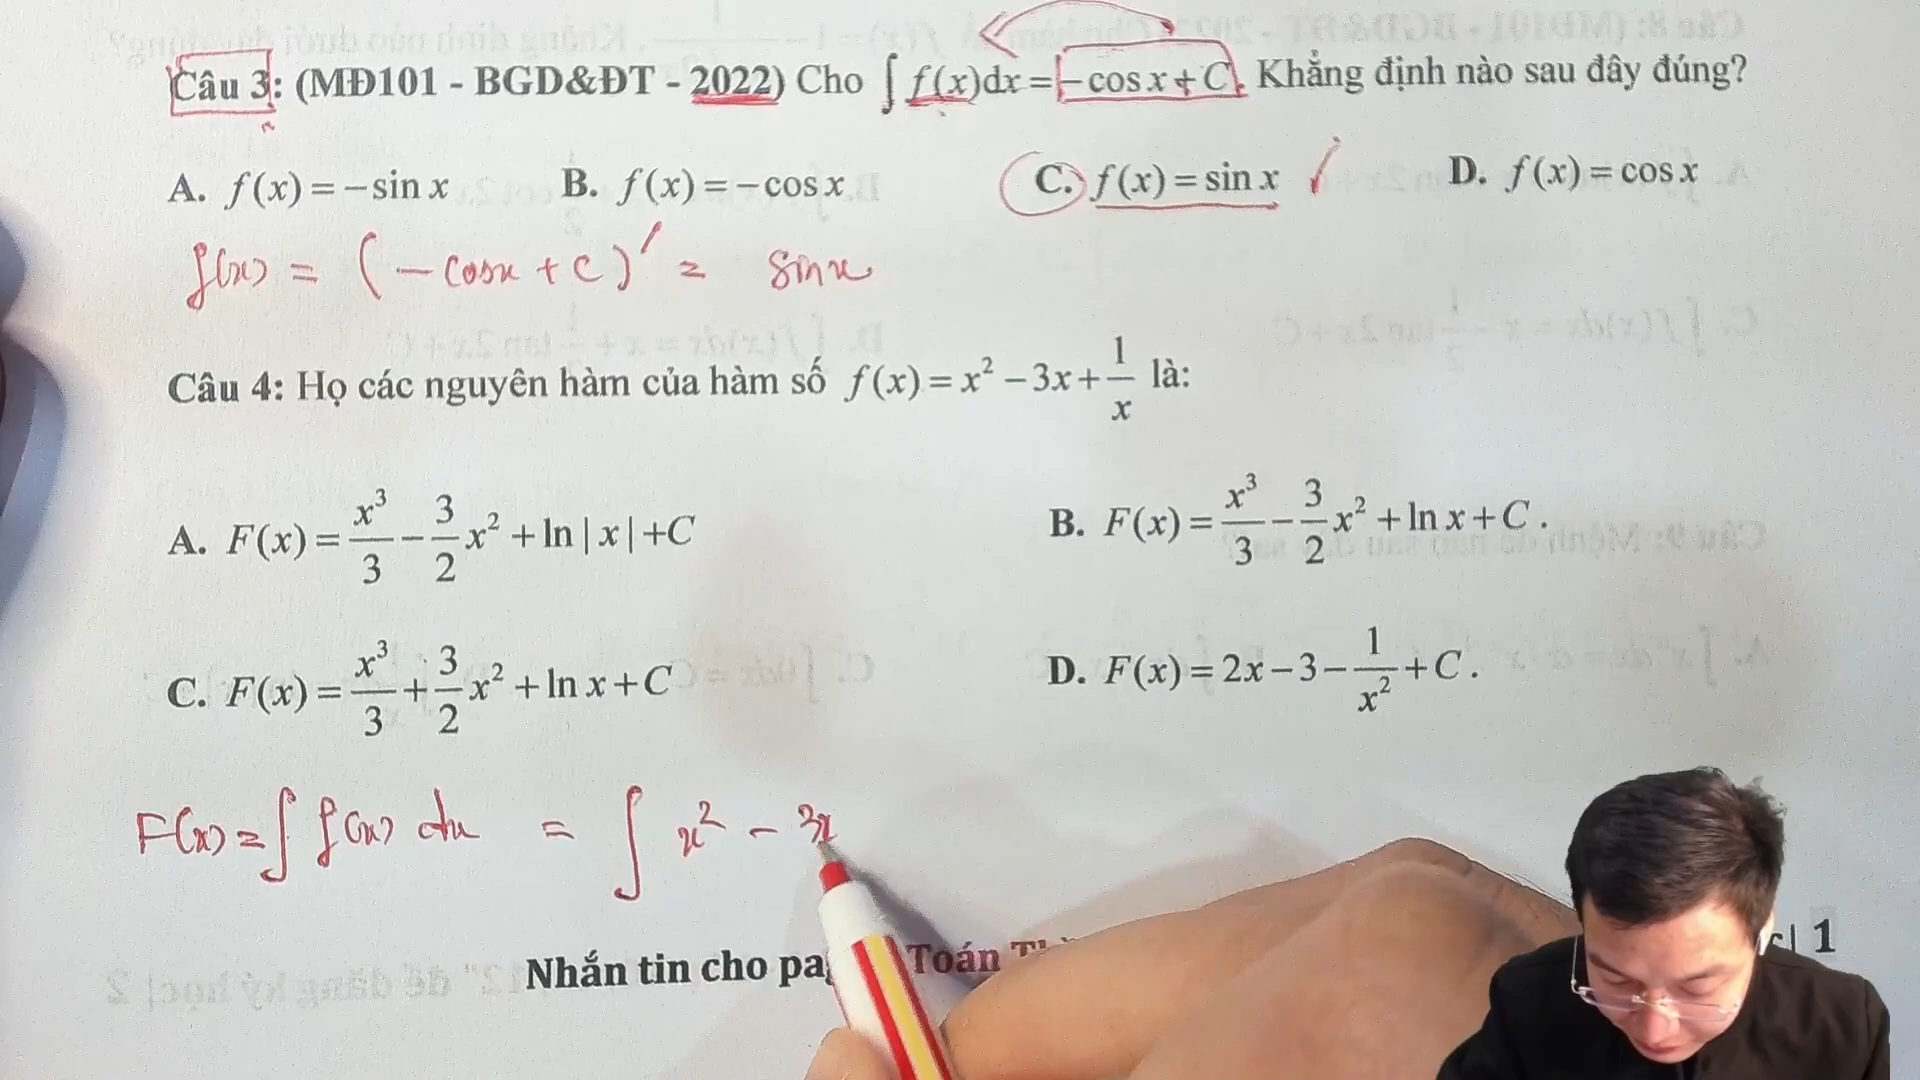 Câu 3: (MĐ101 - BGD&ĐT - 2022) Cho ∫ f(x)dx = −cos x + C. Khẳng định nào sau đây đúng?
A. f(x) = −sin x B. f(x) = −cos x. C. f(x) = sin x D. f(x) = cos x
f(x) = (−cosx + C)' = sinx
Câu 4: Họ các nguyên hàm của hàm số f(x) = x² − 3x + 1/x là:
A. F(x) = x³/3 − 3/2 x² + ln|x| + C B. F(x) = x³/3 − 3/2 x² + ln x + C.
C. F(x) = x³/3 + 3/2 x² + ln x + C D. F(x) = 2x − 3 − 1/x² + C.
F(x) = ∫ f(x) dx = ∫ x² − 3x
Nhắn tin cho Toán | 1